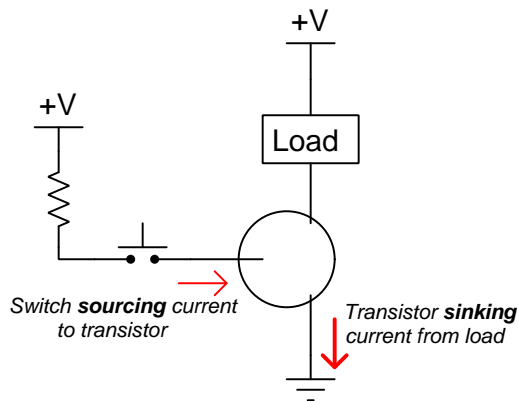 +V
+V
Load
Switch sourcing current
to transistor
Transistor sinking
current from load